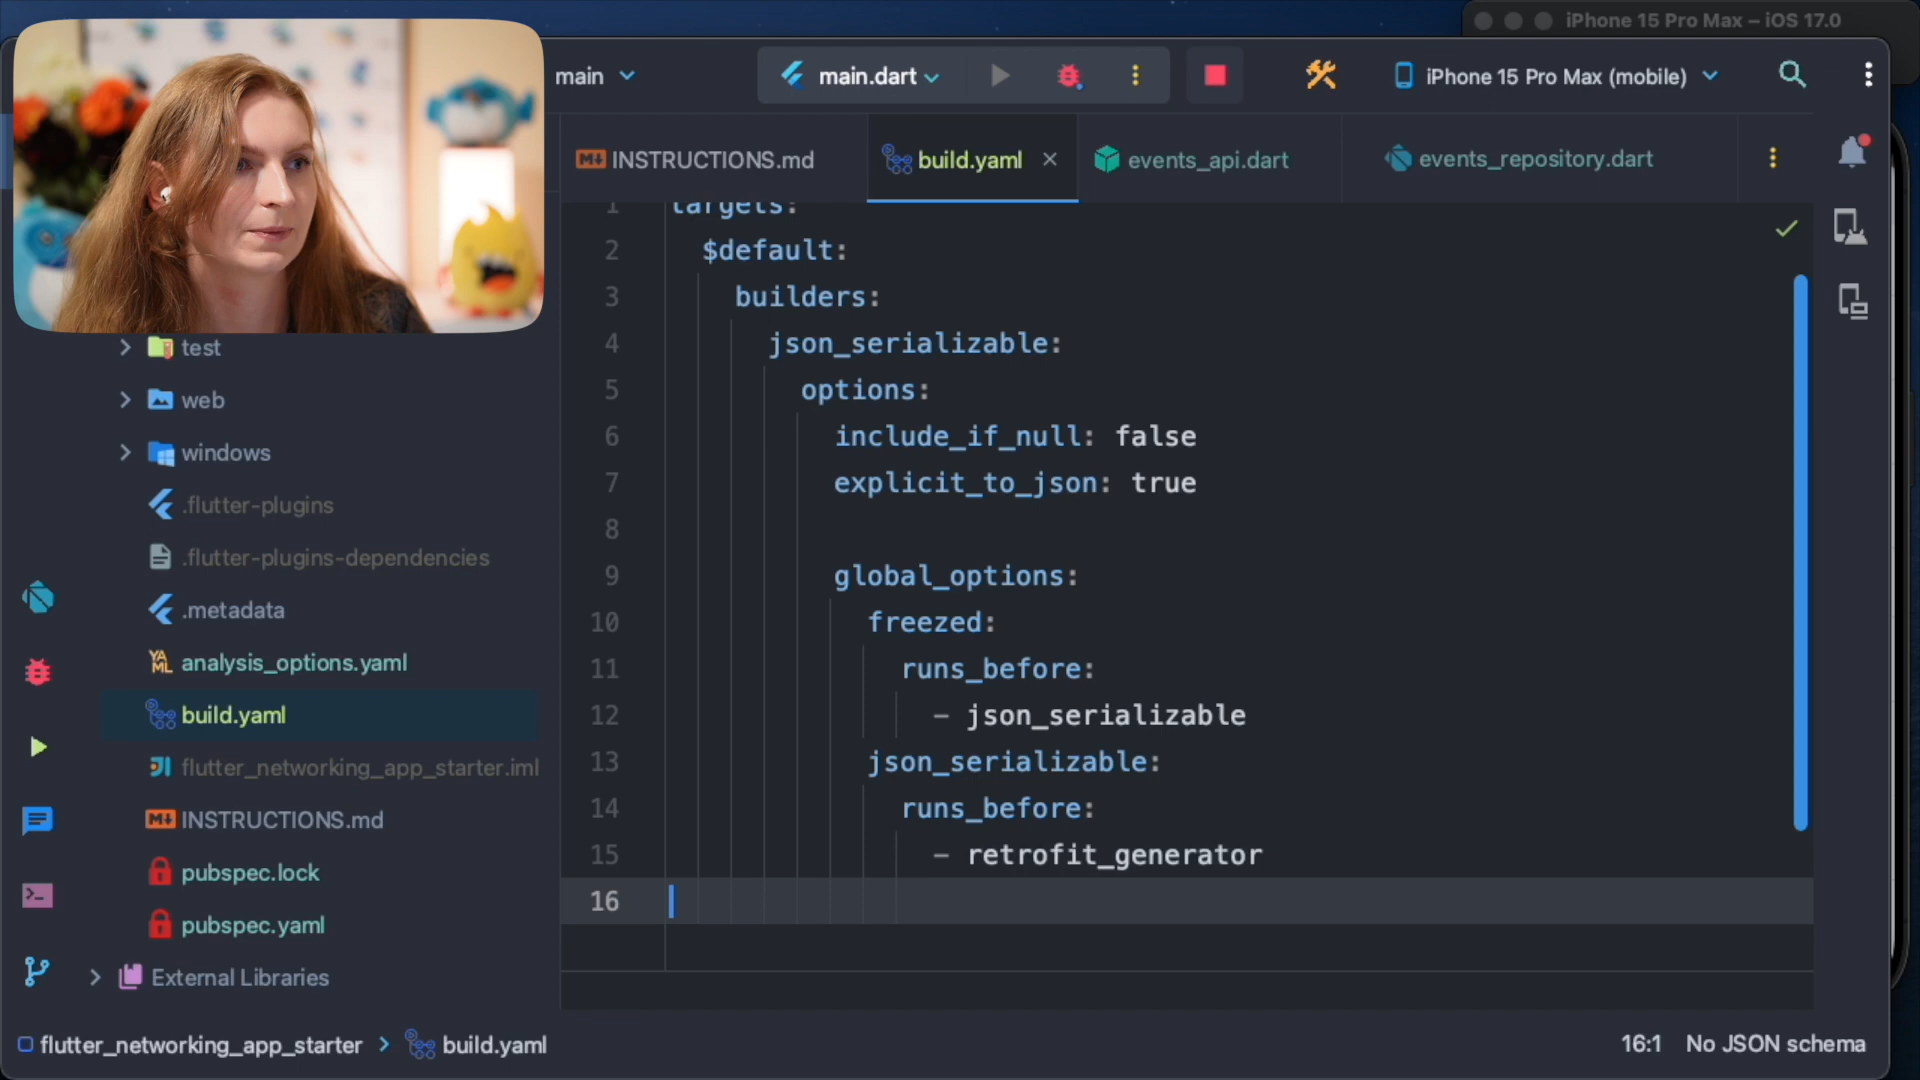 iPhone 15 Pro Max – iOS 17.0
main
main.dart
iPhone 15 Pro Max (mobile)
INSTRUCTIONS.md
build.yaml
events_api.dart
events_repository.dart
1 targets:
2 $default:
3 builders:
4 json_serializable:
5 options:
6 include_if_null: false
7 explicit_to_json: true
8
9 global_options:
10 freezed:
11 runs_before:
12 - json_serializable
13 json_serializable:
14 runs_before:
15 - retrofit_generator
16
test
web
windows
.flutter-plugins
.flutter-plugins-dependencies
.metadata
analysis_options.yaml
build.yaml
flutter_networking_app_starter.iml
INSTRUCTIONS.md
pubspec.lock
pubspec.yaml
External Libraries
flutter_networking_app_starter > build.yaml
16:1 No JSON schema